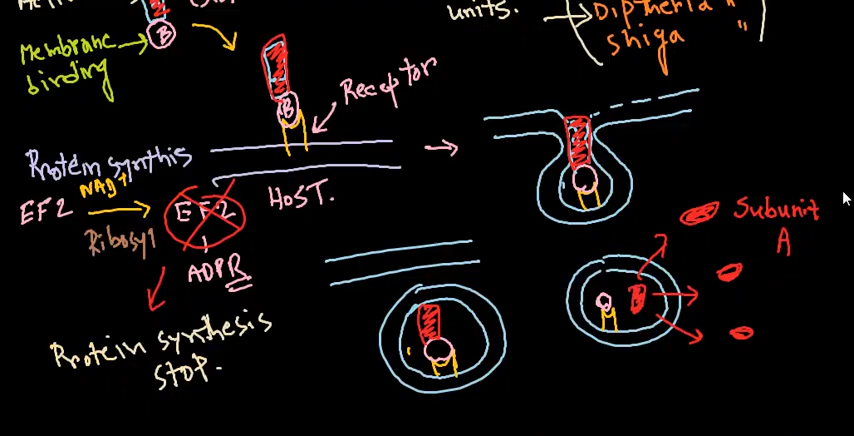 units.
Diptheria "
Shiga "
Membrane
binding
B
B
Receptor
Protein synthis
NAD+
EF2
Ribosyl
EF2
ADPR
HOST.
Subunit
A
Protein synthesis
STOP.